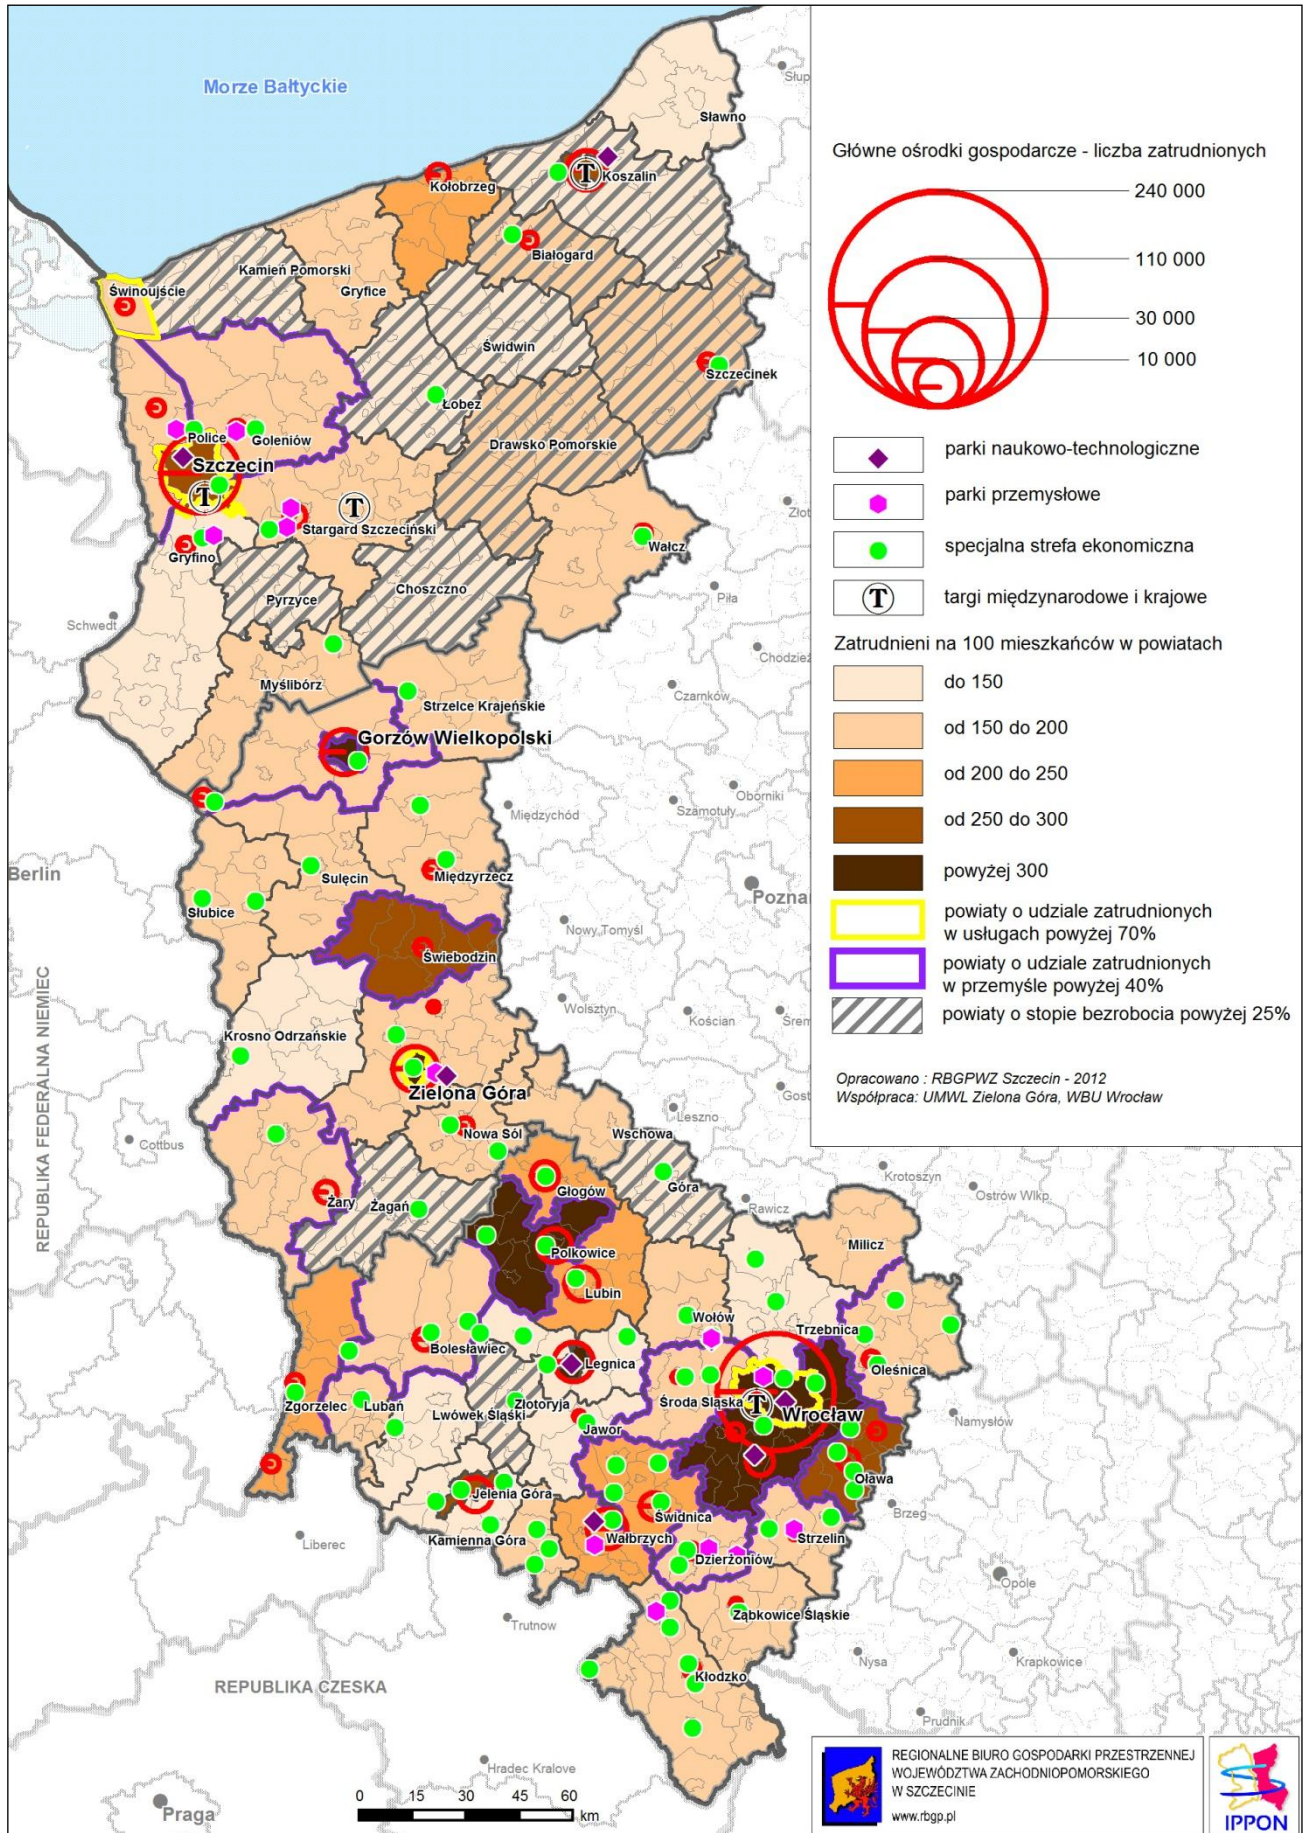 Morze Bałtyckie
Słup
Sławno
Koszalin
Kołobrzeg
Białogard
Kamień Pomorski
Gryfice
Świnoujście
Świdwin
Szczecinek
Łobez
Police
Goleniów
Drawsko Pomorskie
Szczecin
T
T
T
Złot
Stargard Szczeciński
Wałcz
Gryfino
Choszczno
Pyrzyce
Piła
Schwedt
Chodzież
Myślibórz
Czarnków
Strzelce Krajeńskie
Gorzów Wielkopolski
Oborniki
Międzychód
Szamotuły
Berlin
Sulęcin
Międzyrzecz
Poznań
Słubice
Nowy Tomyśl
Świebodzin
Wolsztyn
Kościan
Śrem
Krosno Odrzańskie
REPUBLIKA FEDERALNA NIEMIEC
Zielona Góra
Gost
Leszno
Cottbus
Nowa Sól
Wschowa
Krotoszyn
Głogów
Góra
Ostrów Wlkp.
Żary
Żagań
Rawicz
Milicz
Polkowice
Lubin
Wołów
Trzebnica
Bolesławiec
Legnica
Oleśnica
Zgorzelec
Lubań
Złotoryja
Środa Śląska
T
Wrocław
Lwówek Śląski
Jawor
Namysłów
Oława
Jelenia Góra
Świdnica
Brzeg
Liberec
Kamienna Góra
Wałbrzych
Strzelin
Dzierżoniów
Opole
Trutnow
Ząbkowice Śląskie
Nysa
Krapkowice
Kłodzko
REPUBLIKA CZESKA
Prudnik
Hradec Kralove
Praga
0 15 30 45 60
km
Główne ośrodki gospodarcze - liczba zatrudnionych
240 000
110 000
30 000
10 000
parki naukowo-technologiczne
parki przemysłowe
specjalna strefa ekonomiczna
T targi międzynarodowe i krajowe
Zatrudnieni na 100 mieszkańców w powiatach
do 150
od 150 do 200
od 200 do 250
od 250 do 300
powyżej 300
powiaty o udziale zatrudnionych
w usługach powyżej 70%
powiaty o udziale zatrudnionych
w przemyśle powyżej 40%
powiaty o stopie bezrobocia powyżej 25%
Opracowano : RBGPWZ Szczecin - 2012
Współpraca: UMWL Zielona Góra, WBU Wrocław
REGIONALNE BIURO GOSPODARKI PRZESTRZENNEJ
WOJEWÓDZTWA ZACHODNIOPOMORSKIEGO
W SZCZECINIE
www.rbgp.pl
IPPON